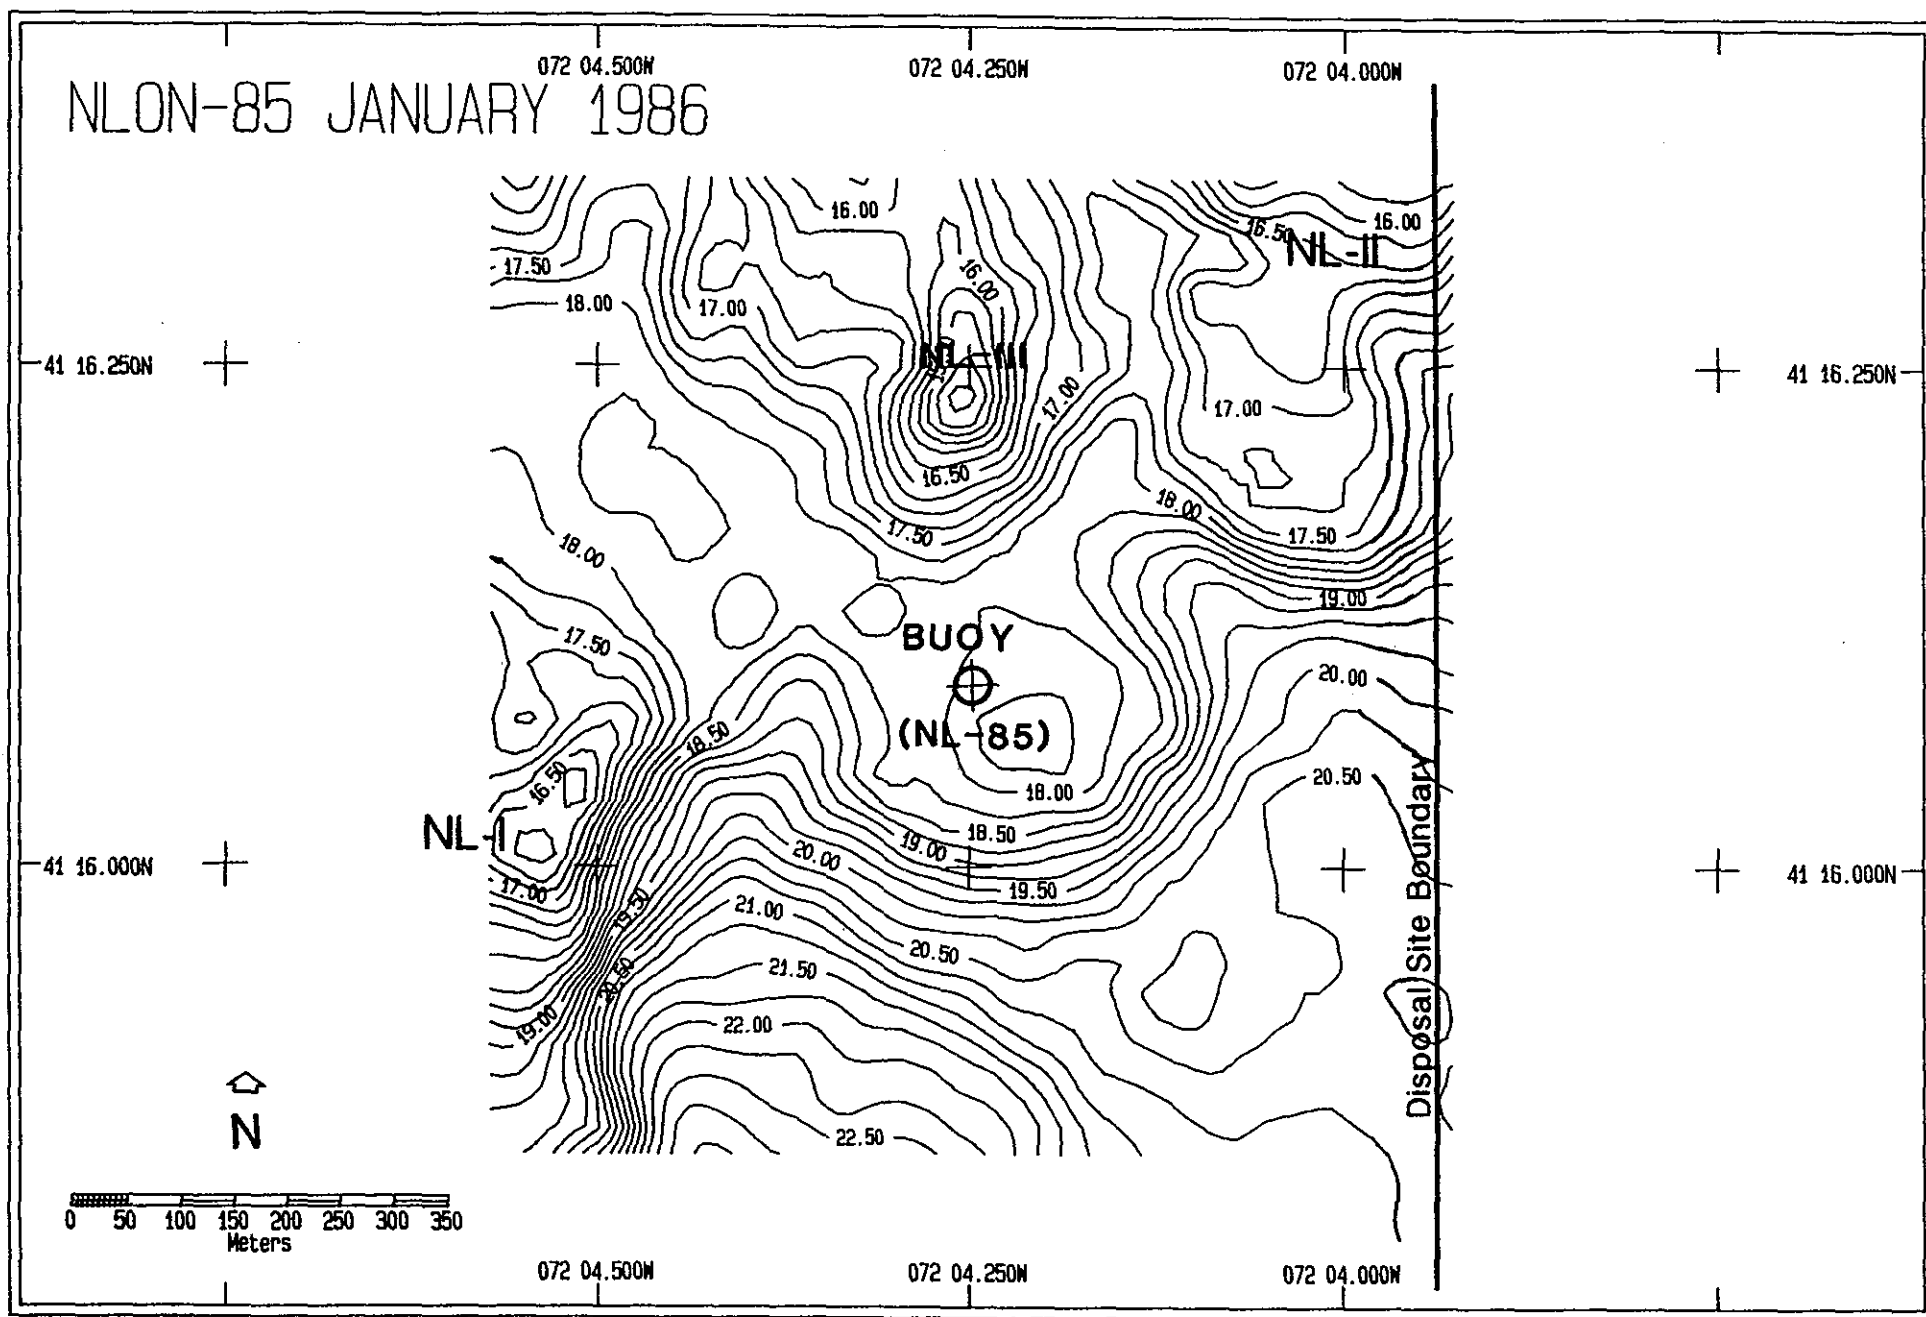 072 04.500W
072 04.250W
072 04.000W
NLON-85 JANUARY 1986
16.00
16.00
16.50
NL-II
17.50
16.00
18.00
17.00
41 16.250N
NL-III
41 16.250N
17.00
17.00
16.50
18.00
17.50
17.50
18.00
19.00
17.50
BUOY
20.00
(NL-85)
18.50
20.50
16.50
18.00
NL-I
18.50
19.00
20.00
41 16.000N
41 16.000N
17.00
19.50
19.50
21.00
20.50
21.50
20.50
19.00
22.00
Disposal Site Boundary
N
22.50
0 50 100 150 200 250 300 350
Meters
072 04.500W
072 04.250W
072 04.000W